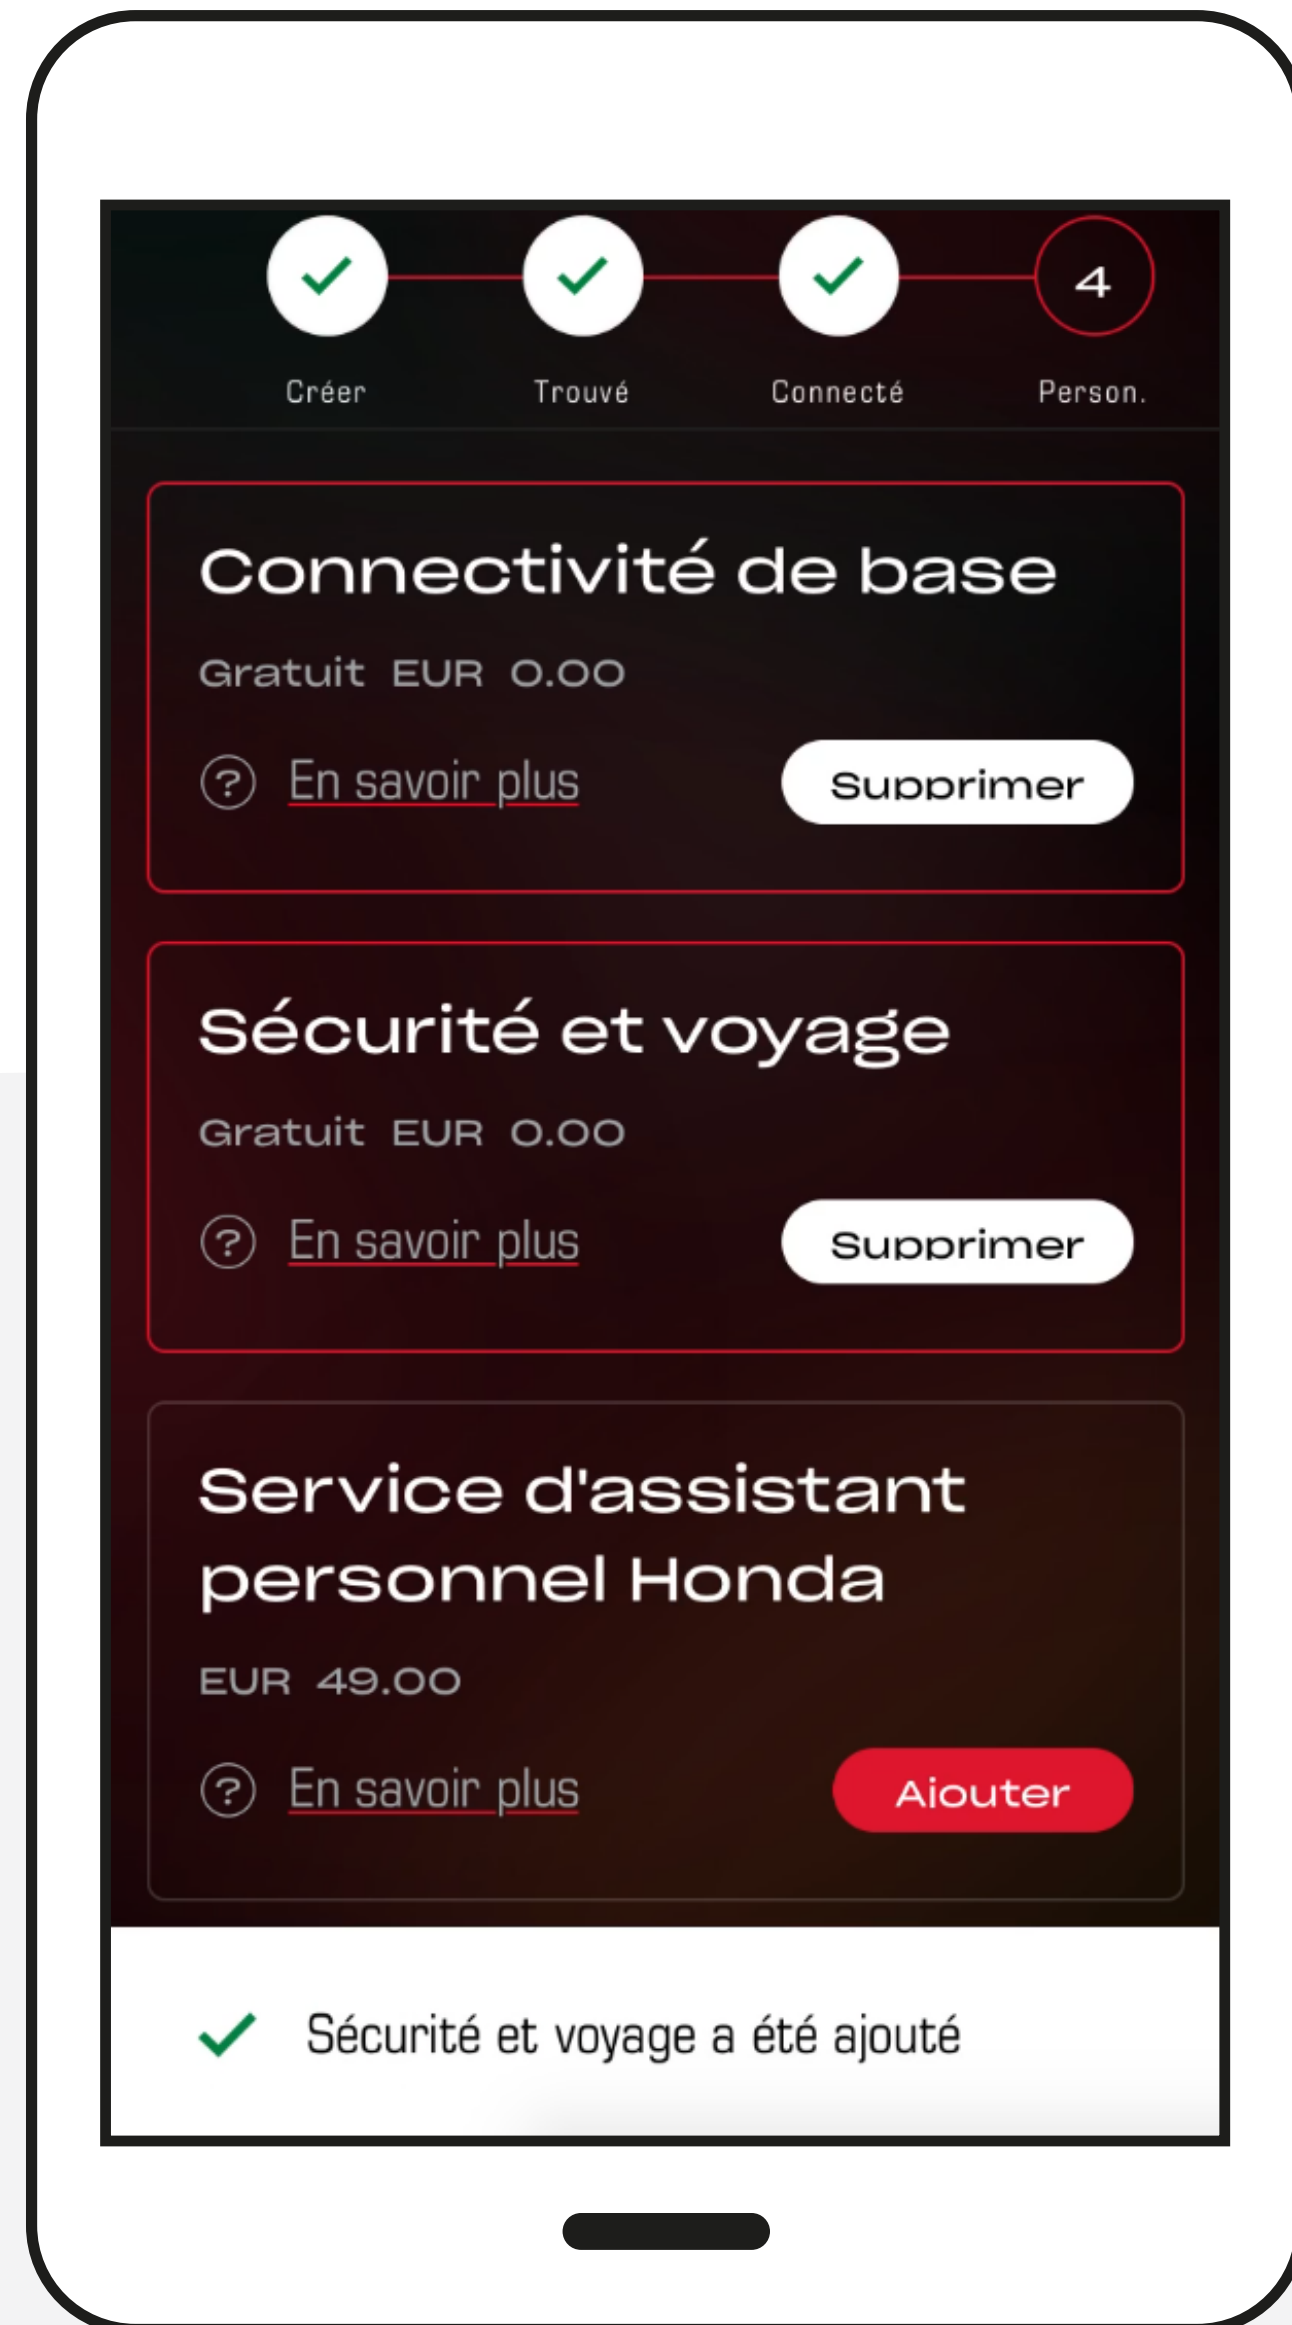 4
Créer Trouvé Connecté Person.
Connectivité de base
Gratuit EUR 0.00
? En savoir plus Supprimer
Sécurité et voyage
Gratuit EUR 0.00
? En savoir plus Supprimer
Service d'assistant
personnel Honda
EUR 49.00
? En savoir plus Ajouter
Sécurité et voyage a été ajouté